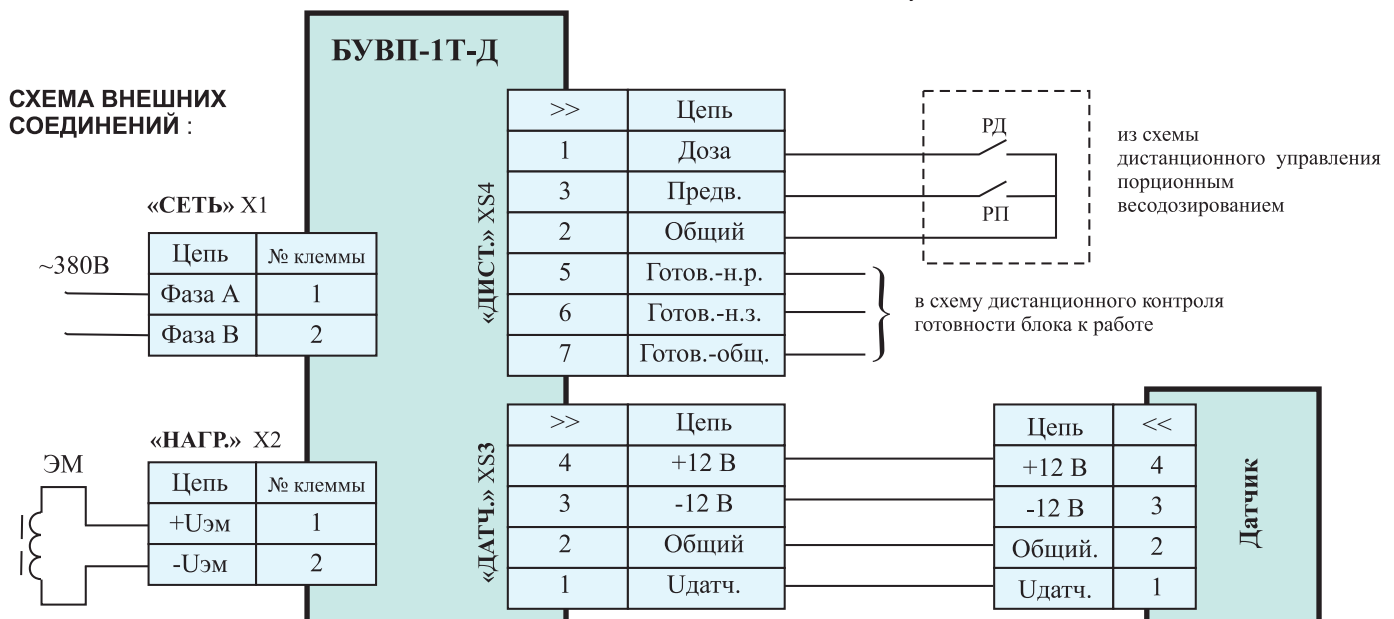 БУВП-1Т-Д
СХЕМА ВНЕШНИХ
СОЕДИНЕНИЙ :
«СЕТЬ» X1
~380В
Цепь № клеммы
Фаза А 1
Фаза В 2
«НАГР.» X2
ЭМ
Цепь № клеммы
+Uэм 1
-Uэм 2
«ДИСТ.» XS4
>> Цепь
1 Доза
3 Предв.
2 Общий
5 Готов.-н.р.
6 Готов.-н.з.
7 Готов.-общ.
РД
РП
из схемы
дистанционного управления
порционным
весодозированием
в схему дистанционного контроля
готовности блока к работе
«ДАТЧ.» XS3
>> Цепь
4 +12 В
3 -12 В
2 Общий
1 Uдатч.
Цепь <<
+12 В 4
-12 В 3
Общий. 2
Uдатч. 1
Датчик